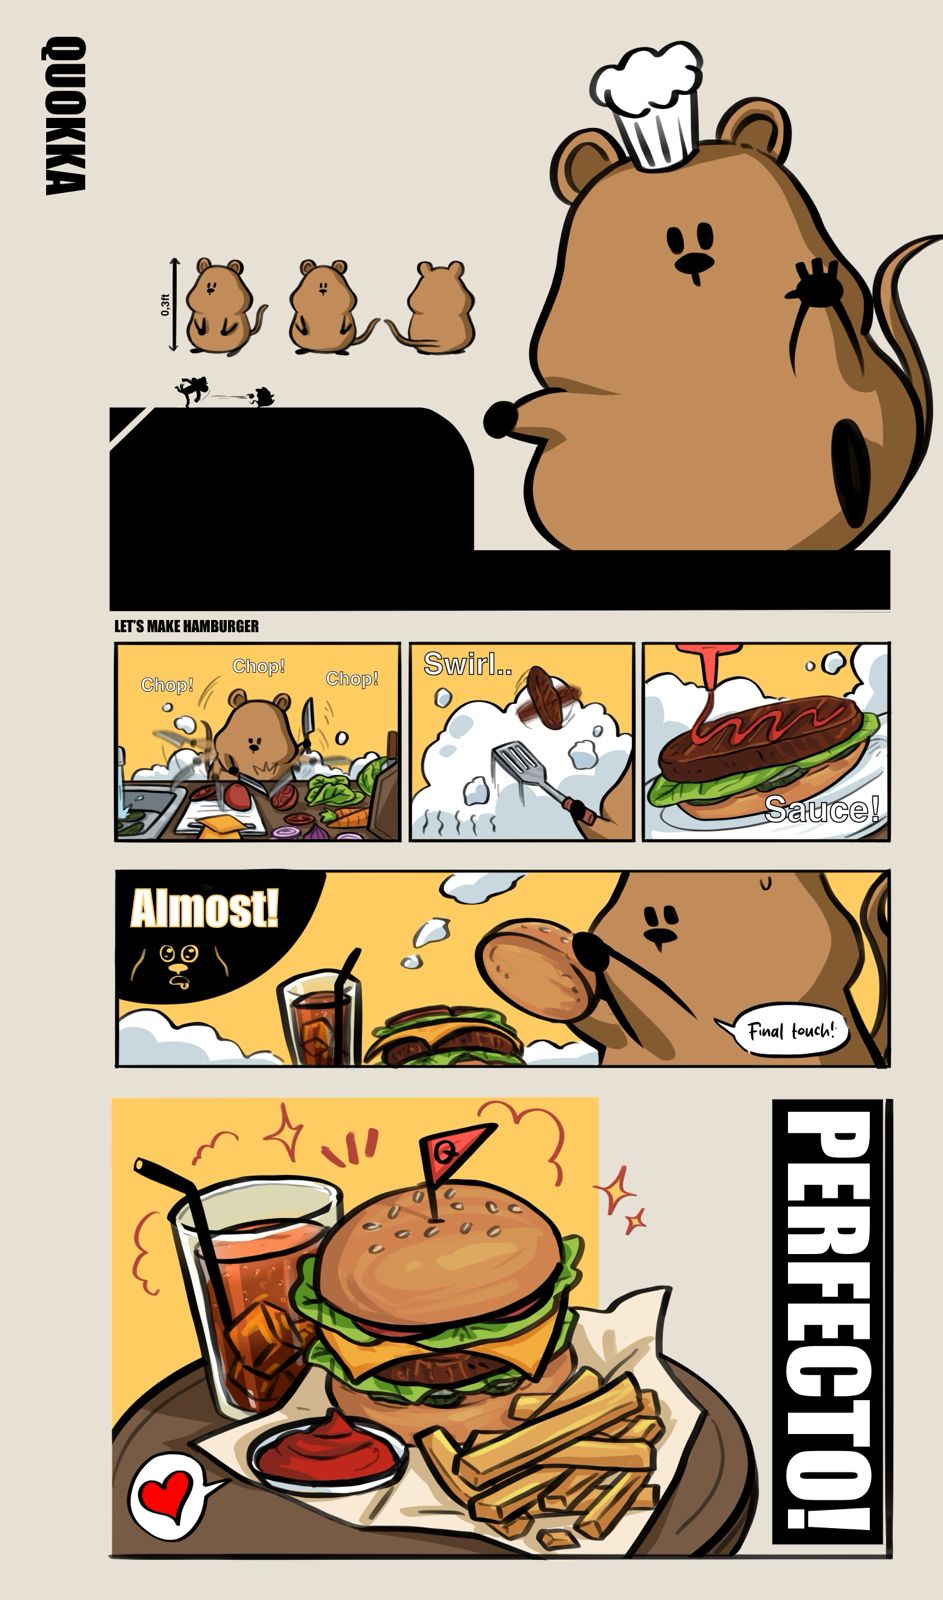 QUOKKA
0,3ft
LET'S MAKE HAMBURGER
Chop!
Chop!
Chop!
Swirl..
Sauce!
Almost!
Final touch!
Q
PERFECTO!